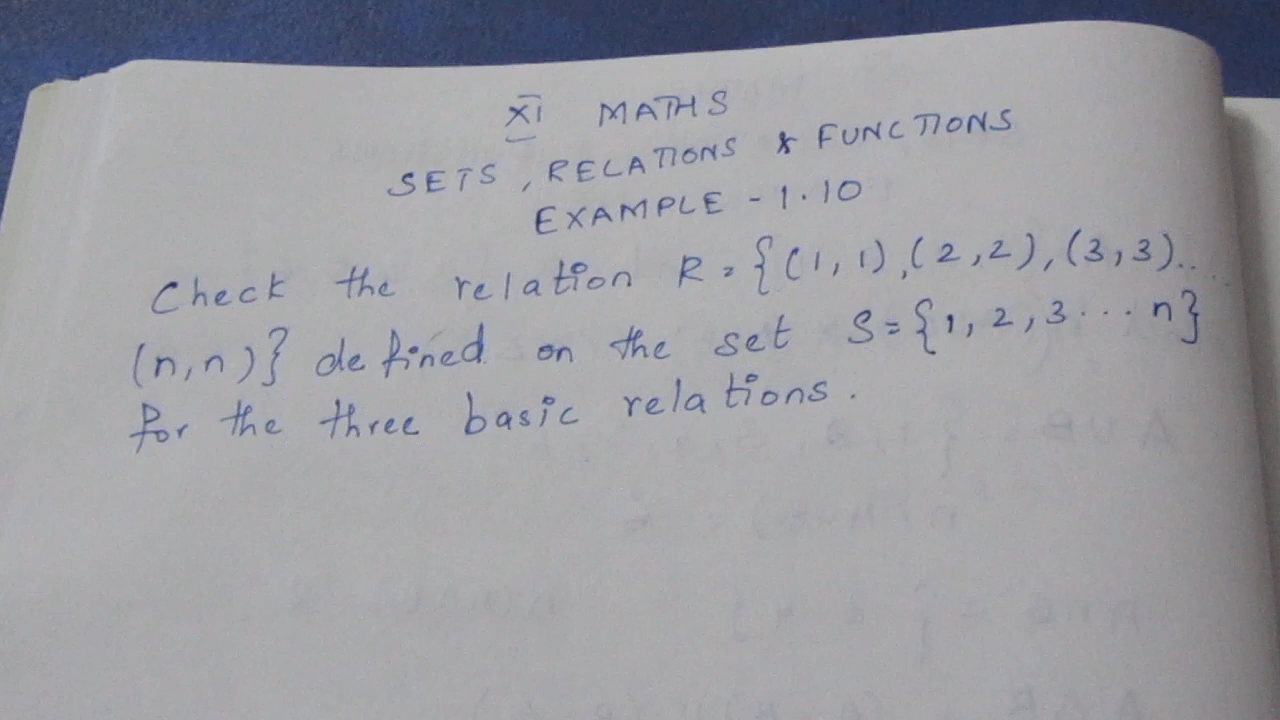 XI MATHS
SETS, RELATIONS & FUNCTIONS
EXAMPLE - 1.10
Check the relation R = {(1,1), (2,2), (3,3)....
(n,n)} defined on the set S = {1, 2, 3... n}
for the three basic relations.